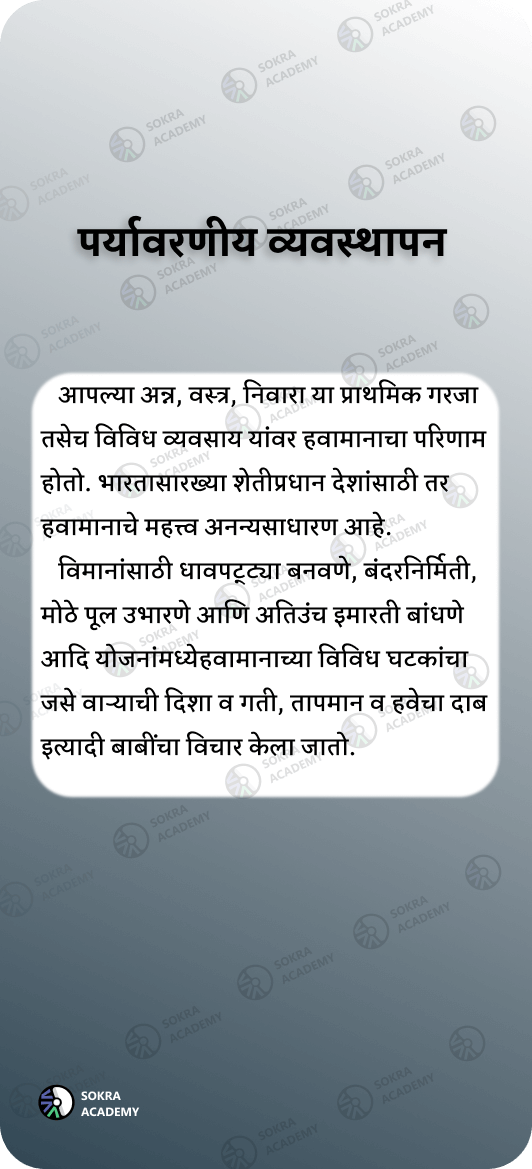 पर्यावरणीय व्यवस्थापन
आपल्या अन्न, वस्त्र, निवारा या प्राथमिक गरजा
तसेच विविध व्यवसाय यांवर हवामानाचा परिणाम
होतो. भारतासारख्या शेतीप्रधान देशांसाठी तर
हवामानाचे महत्त्व अनन्यसाधारण आहे.
विमानांसाठी धावपट्ट्या बनवणे, बंदरनिर्मिती,
मोठे पूल उभारणे आणि अतिउंच इमारती बांधणे
आदि योजनांमध्येहवामानाच्या विविध घटकांचा
जसे वाऱ्याची दिशा व गती, तापमान व हवेचा दाब
इत्यादी बाबींचा विचार केला जातो.
SOKRA
ACADEMY